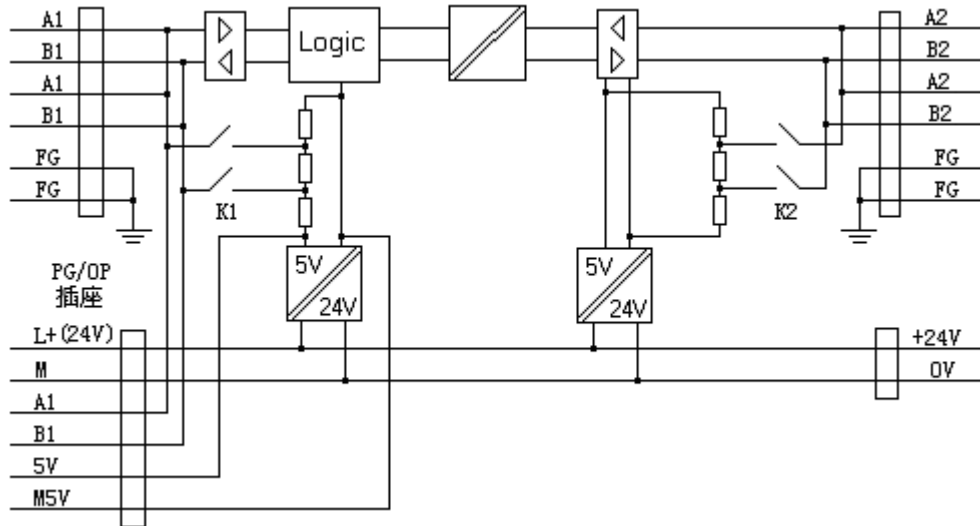 A1
B1
A1
B1
FG
FG
Logic
A2
B2
A2
B2
FG
FG
K1
K2
PG/OP
插座
5V
24V
5V
24V
L+(24V)
M
A1
B1
5V
M5V
+24V
0V